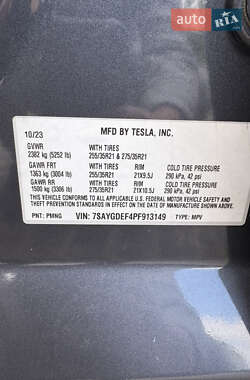 auto.ria.com
10/23
MFD BY TESLA, INC.
GVWR WITH TIRES
2382 kg (5252 lb) 255/35R21 & 275/35R21
GAWR FRT WITH TIRES RIM COLD TIRE PRESSURE
1363 kg (3004 lb) 255/35R21 21X9.5J 290 kPa, 42 psi
GAWR RR WITH TIRES RIM COLD TIRE PRESSURE
1500 kg (3306 lb) 275/35R21 21X10.5J 290 kPa, 42 psi
THIS VEHICLE CONFORMS TO ALL APPLICABLE
U.S. FEDERAL MOTOR VEHICLE SAFETY, BUMPER, AND
THEFT PREVENTION STANDARDS IN EFFECT ON THE DATE
OF MANUFACTURE SHOWN ABOVE.
PNT: PMNG VIN: 7SAYGDEF4PF913149 TYPE: MPV